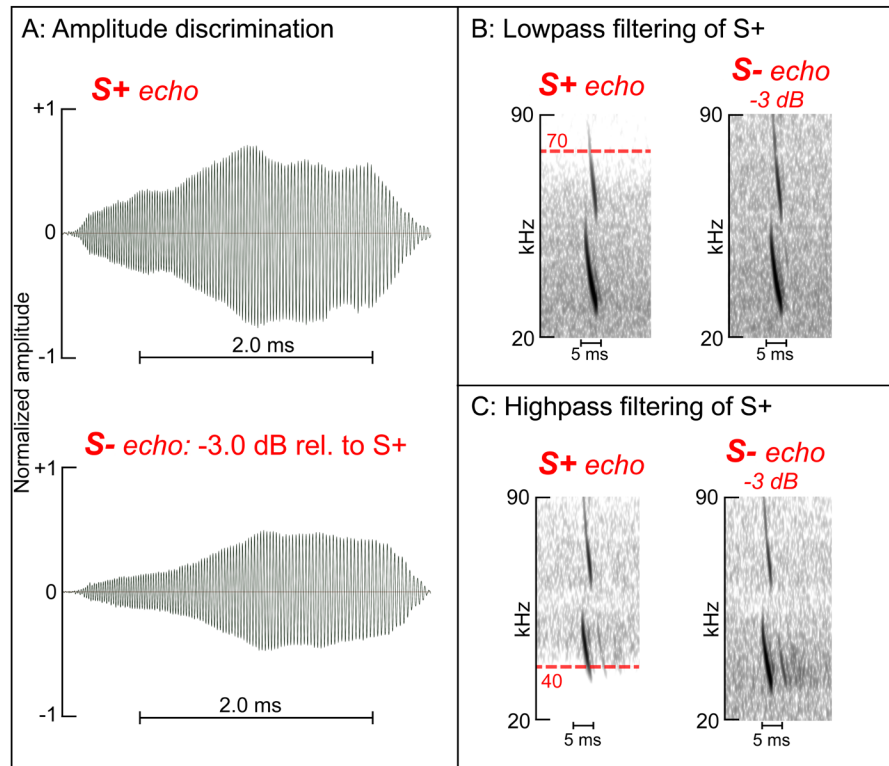 A: Amplitude discrimination
S+ echo
+1
0
-1
2.0 ms
Normalized amplitude
S- echo: -3.0 dB rel. to S+
+1
0
-1
2.0 ms
B: Lowpass filtering of S+
S+ echo
S- echo
-3 dB
90
70
kHz
20
5 ms
90
kHz
20
5 ms
C: Highpass filtering of S+
S+ echo
S- echo
-3 dB
90
kHz
40
20
5 ms
90
kHz
20
5 ms